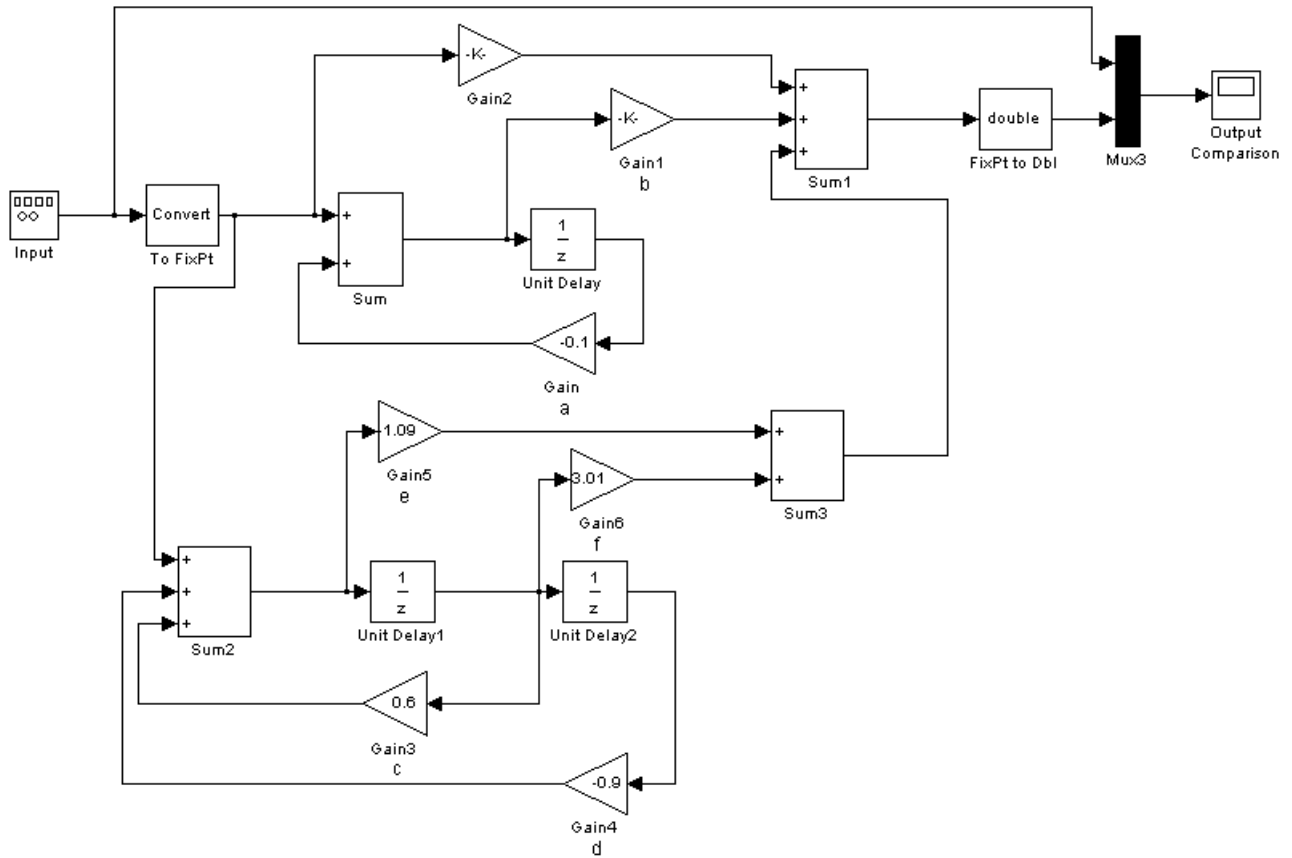 -K-
Gain2
-K-
Gain1
b
+
+
+
Sum1
double
FixPt to Dbl
Mux3
Output
Comparison
Input
Convert
To FixPt
+
+
Sum
1
z
Unit Delay
-0.1
Gain
a
1.09
Gain5
e
3.01
Gain6
f
+
+
Sum3
+
+
+
Sum2
1
z
Unit Delay1
1
z
Unit Delay2
0.6
Gain3
c
-0.9
Gain4
d